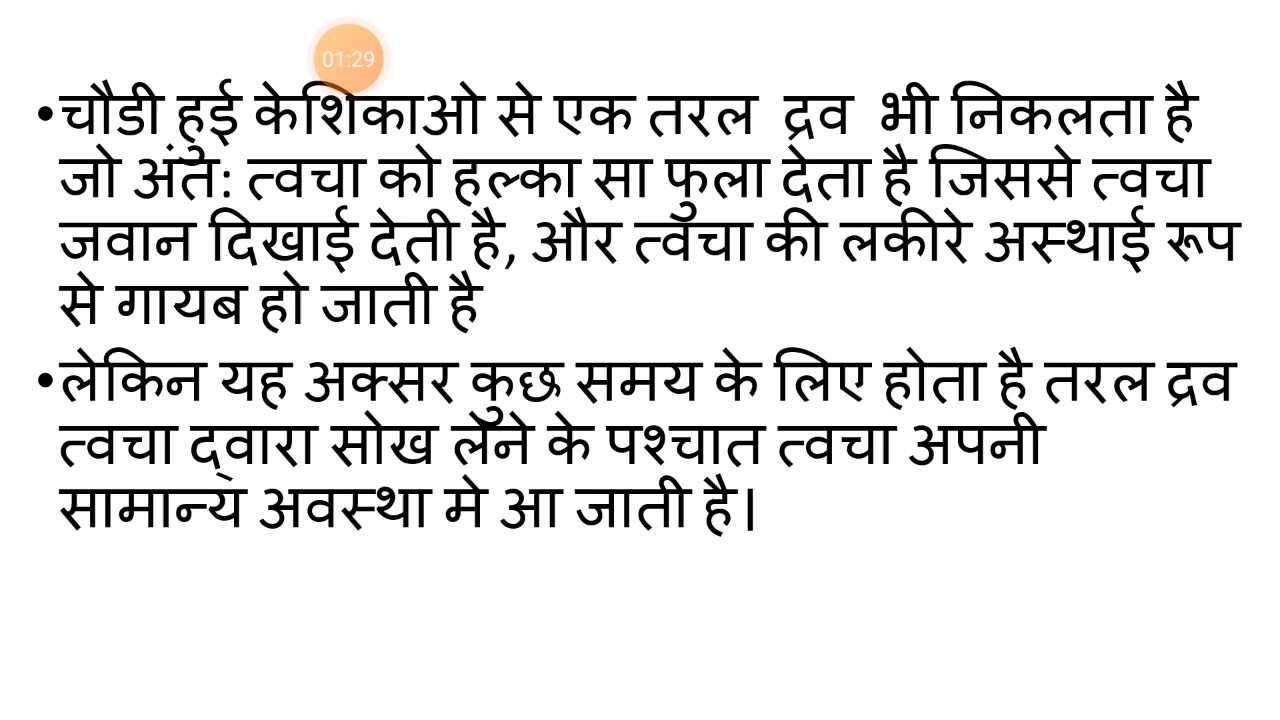 01:29
•चौडी हुई केशिकाओ से एक तरल द्रव भी निकलता है
जो अंत: त्वचा को हल्का सा फुला देता है जिससे त्वचा
जवान दिखाई देती है, और त्वचा की लकीरे अस्थाई रूप
से गायब हो जाती है
•लेकिन यह अक्सर कुछ समय के लिए होता है तरल द्रव
त्वचा द्वारा सोख लेने के पश्चात त्वचा अपनी
सामान्य अवस्था मे आ जाती है।